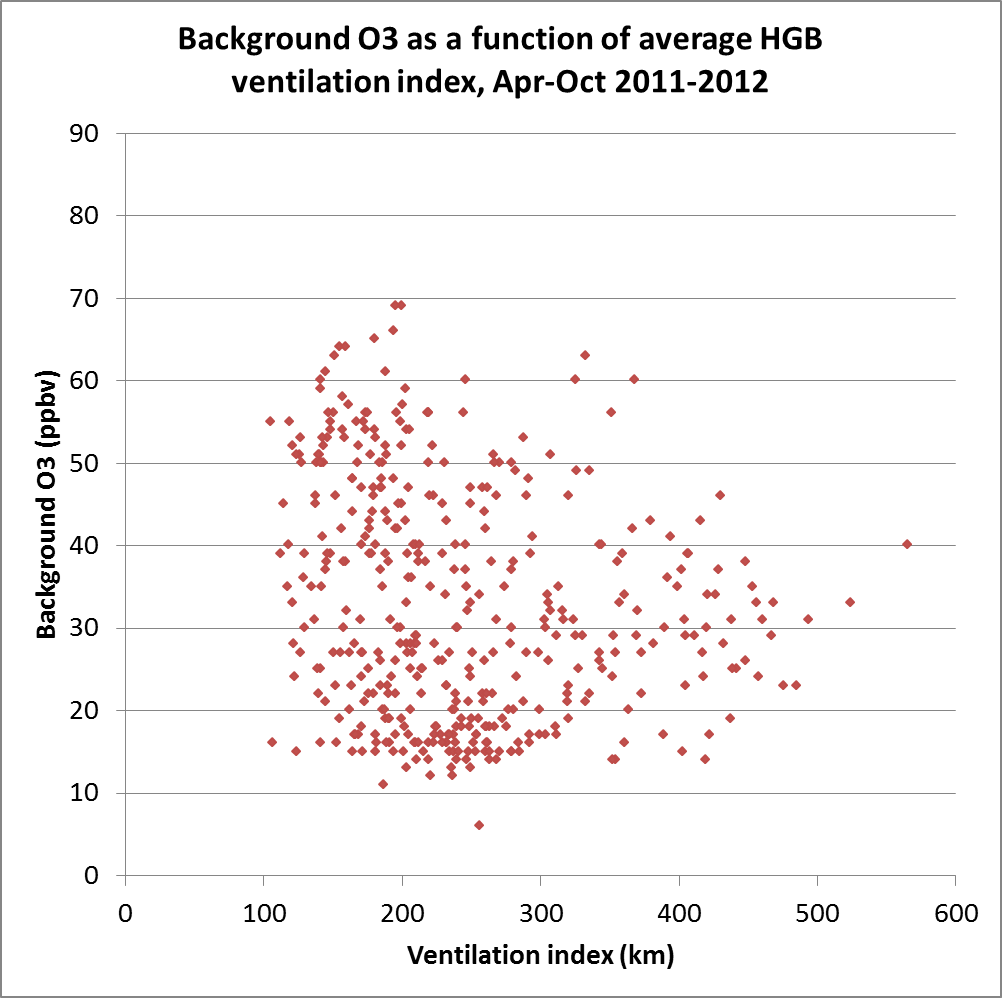 Background O3 as a function of average HGB
ventilation index, Apr-Oct 2011-2012
90
80
70
60
50
40
30
20
10
0
Background O3 (ppbv)
0 100 200 300 400 500 600
Ventilation index (km)